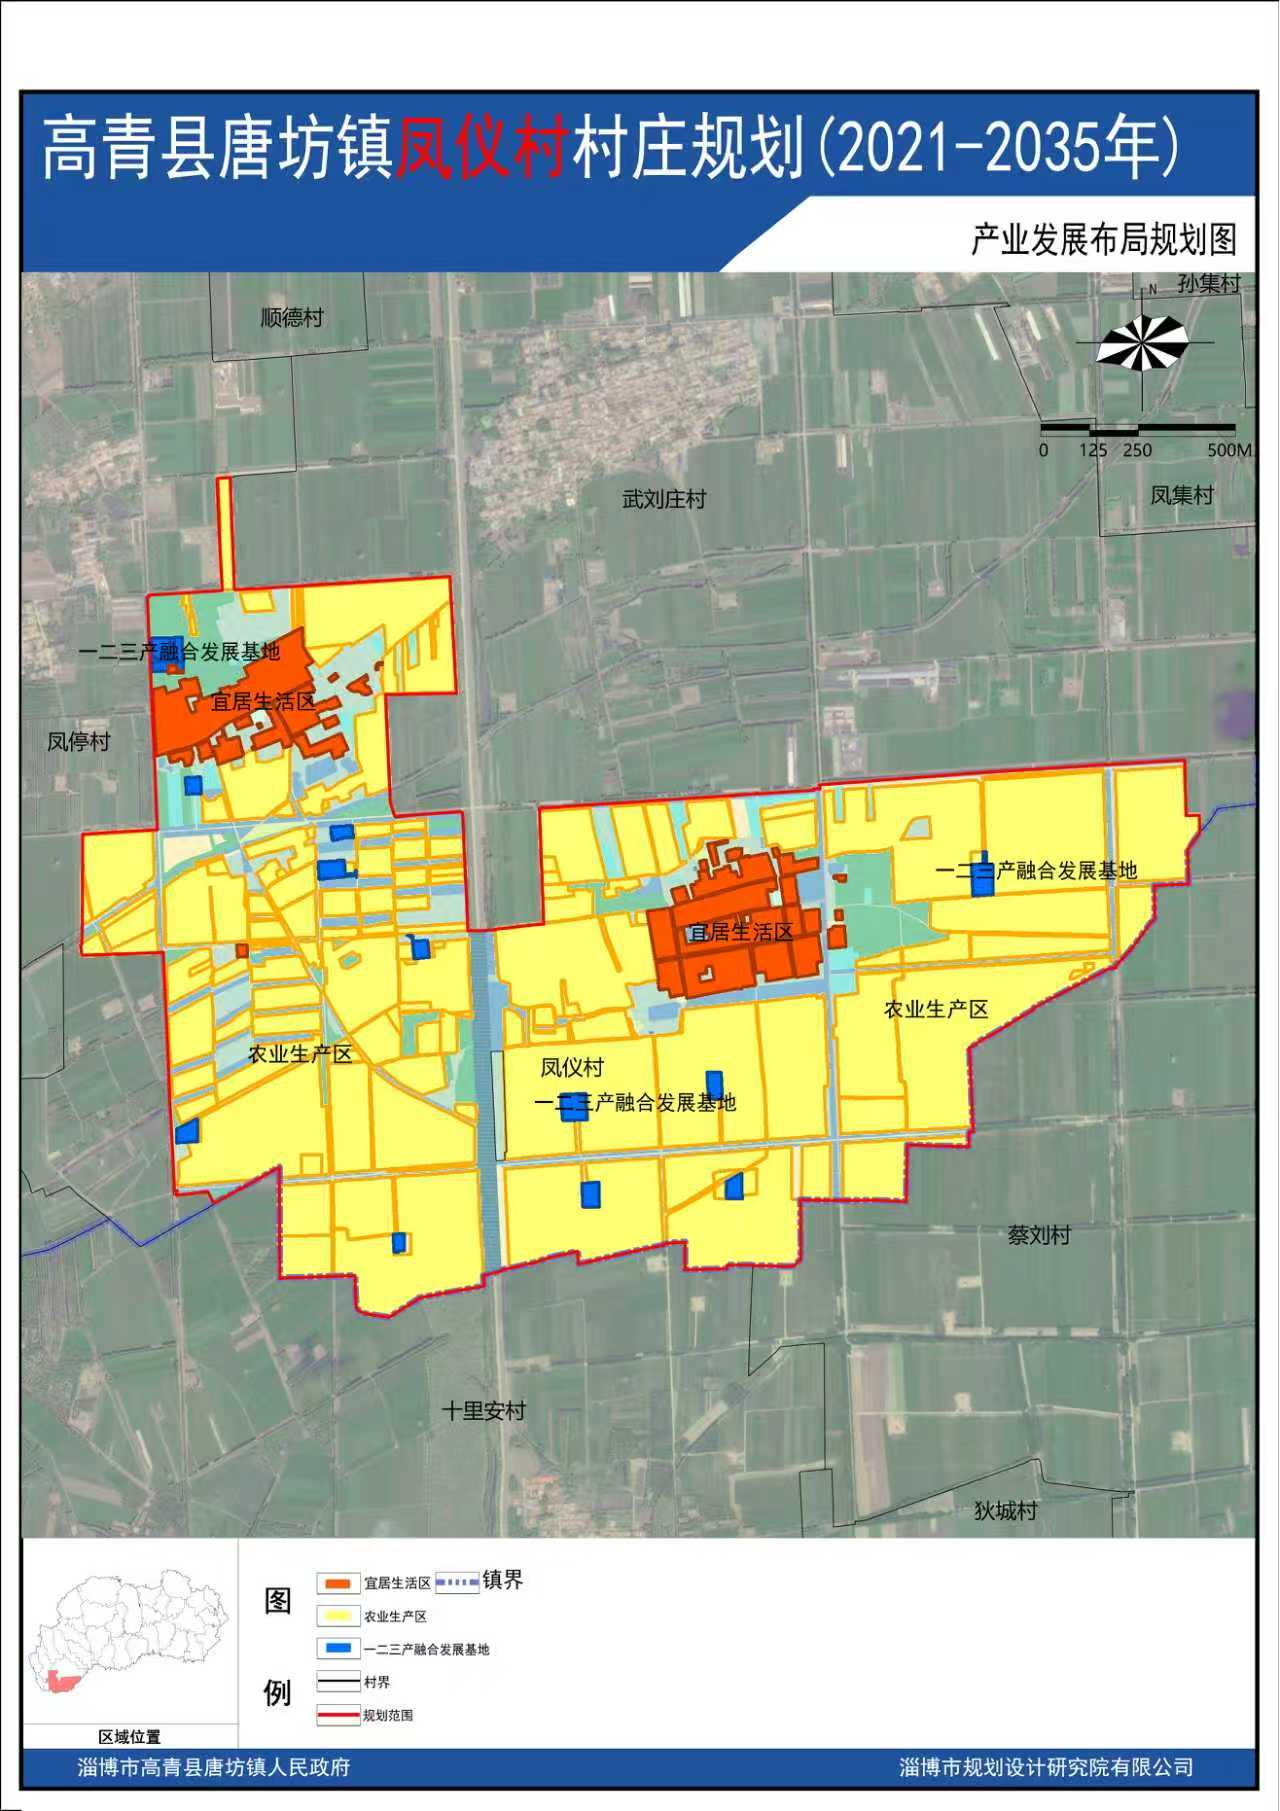 高青县唐坊镇凤仪村村庄规划(2021-2035年)
产业发展布局规划图
孙集村
N
顺德村
0 125 250 500M
武刘庄村
凤集村
一二三产融合发展基地
宜居生活区
凤停村
一二三产融合发展基地
宜居生活区
农业生产区
农业生产区
凤仪村
一二三产融合发展基地
蔡刘村
十里安村
狄城村
图例
宜居生活区
镇界
农业生产区
一二三产融合发展基地
村界
规划范围
区域位置
淄博市高青县唐坊镇人民政府
淄博市规划设计研究院有限公司